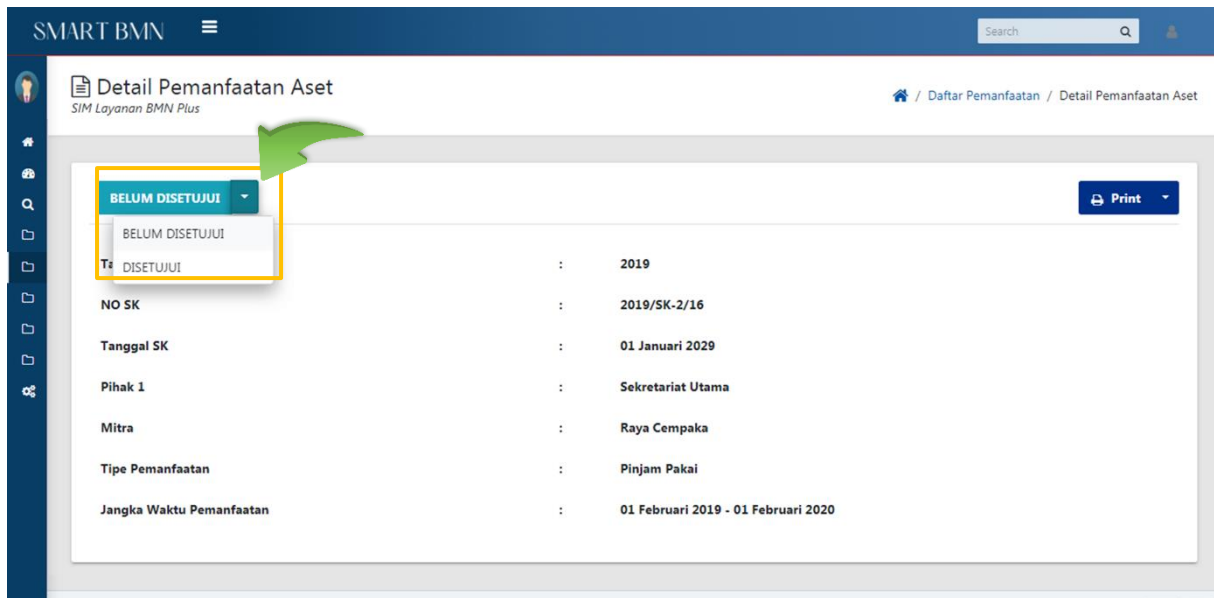 SMART BMN
Search
Detail Pemanfaatan Aset
SIM Layanan BMN Plus
/ Daftar Pemanfaatan / Detail Pemanfaatan Aset
BELUM DISETUJUI
Print
BELUM DISETUJUI
DISETUJUI
: 2019
NO SK : 2019/SK-2/16
Tanggal SK : 01 Januari 2029
Pihak 1 : Sekretariat Utama
Mitra : Raya Cempaka
Tipe Pemanfaatan : Pinjam Pakai
Jangka Waktu Pemanfaatan : 01 Februari 2019 - 01 Februari 2020